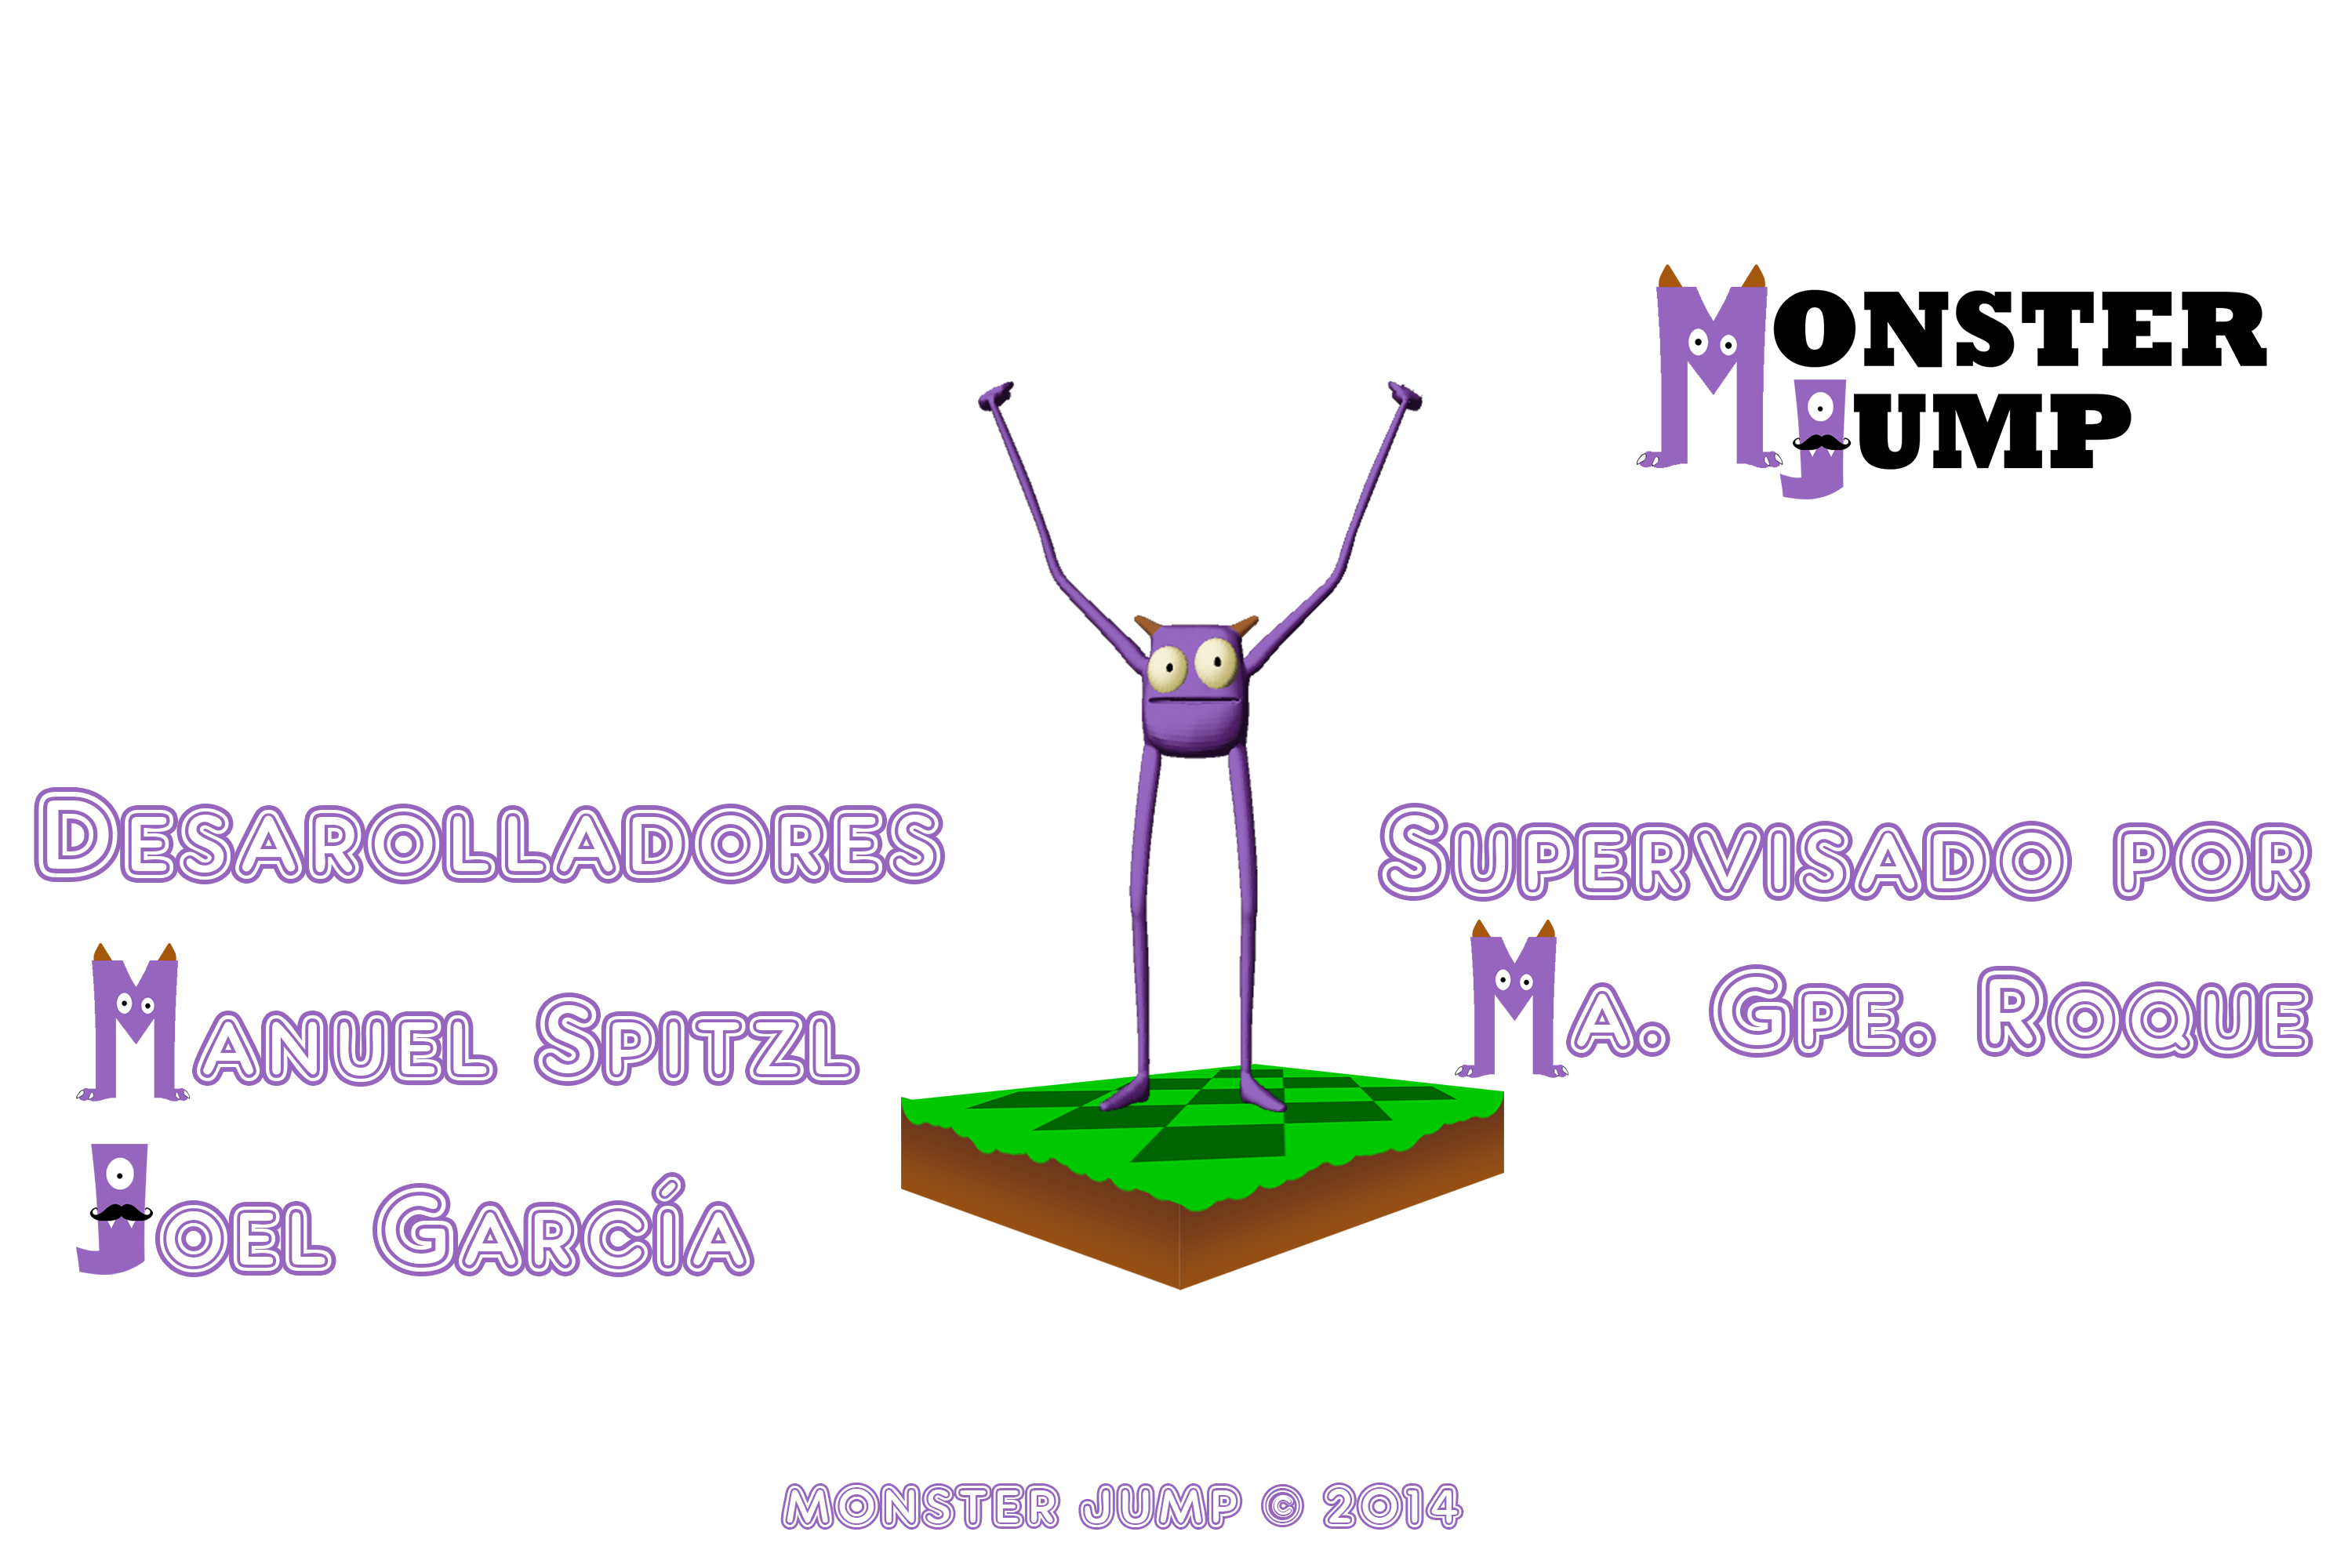 Monster
Jump
Desarolladores
Manuel Spitzl
Joel García
Supervisado por
Ma. Gpe. Roque
MONSTER JUMP © 2014